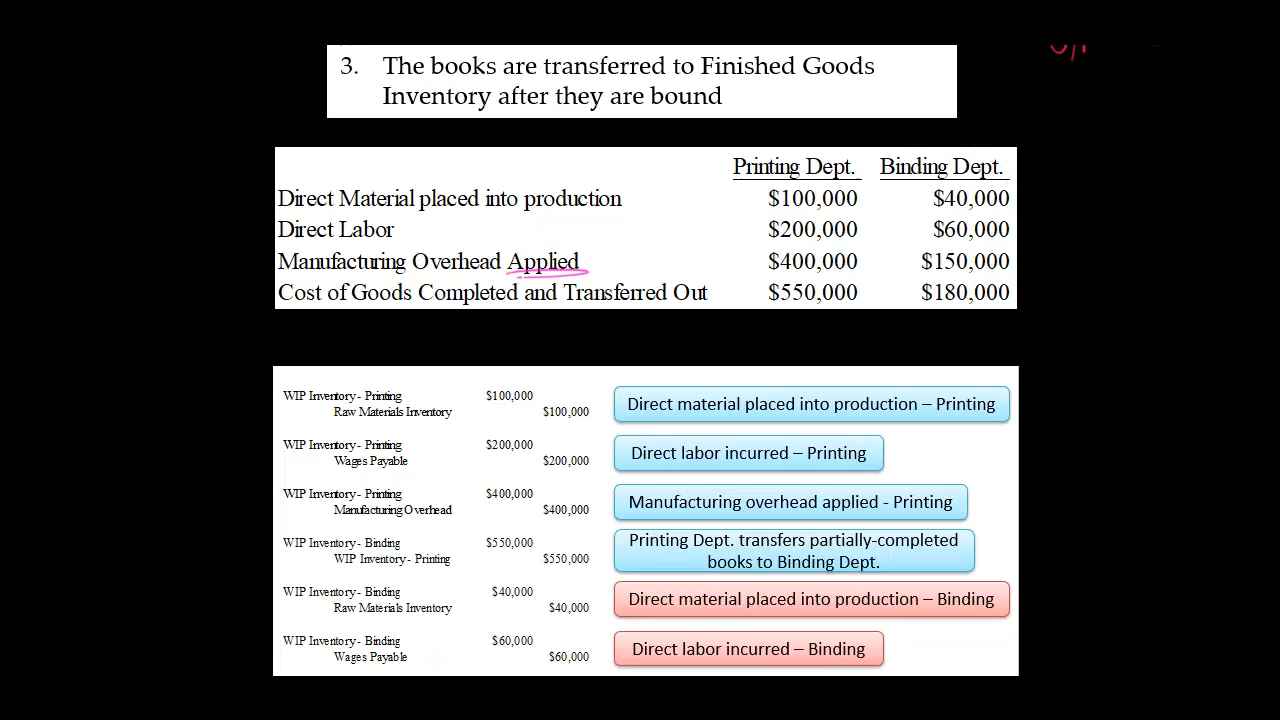 3. The books are transferred to Finished Goods
Inventory after they are bound
Printing Dept. Binding Dept.
Direct Material placed into production $100,000 $40,000
Direct Labor $200,000 $60,000
Manufacturing Overhead Applied $400,000 $150,000
Cost of Goods Completed and Transferred Out $550,000 $180,000
WIP Inventory - Printing $100,000
Raw Materials Inventory $100,000
Direct material placed into production – Printing
WIP Inventory - Printing $200,000
Wages Payable $200,000
Direct labor incurred – Printing
WIP Inventory - Printing $400,000
Manufacturing Overhead $400,000
Manufacturing overhead applied - Printing
WIP Inventory - Binding $550,000
WIP Inventory - Printing $550,000
Printing Dept. transfers partially-completed
books to Binding Dept.
WIP Inventory - Binding $40,000
Raw Materials Inventory $40,000
Direct material placed into production – Binding
WIP Inventory - Binding $60,000
Wages Payable $60,000
Direct labor incurred – Binding